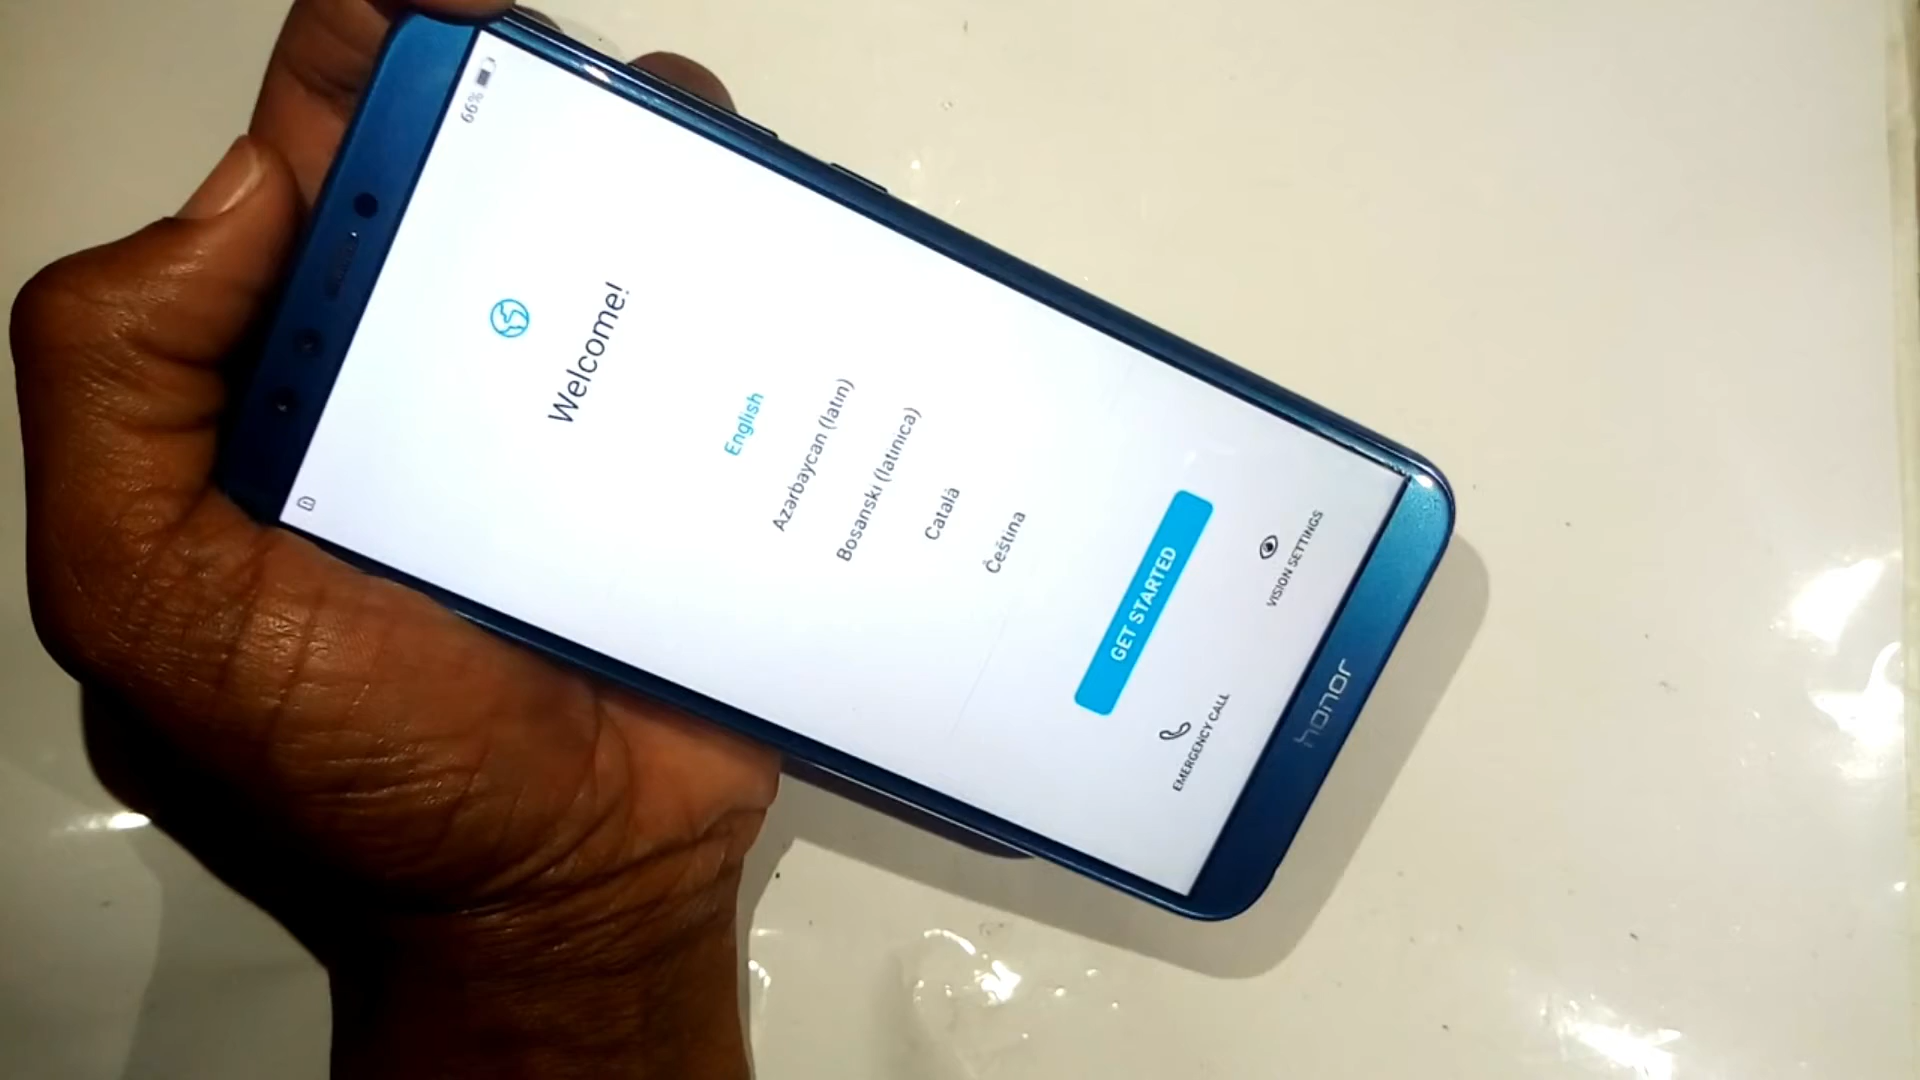 66%
Welcome!
English
Azərbaycan (latın)
Bosanski (latinica)
Català
Čeština
GET STARTED
EMERGENCY CALL
VISION SETTINGS
honor